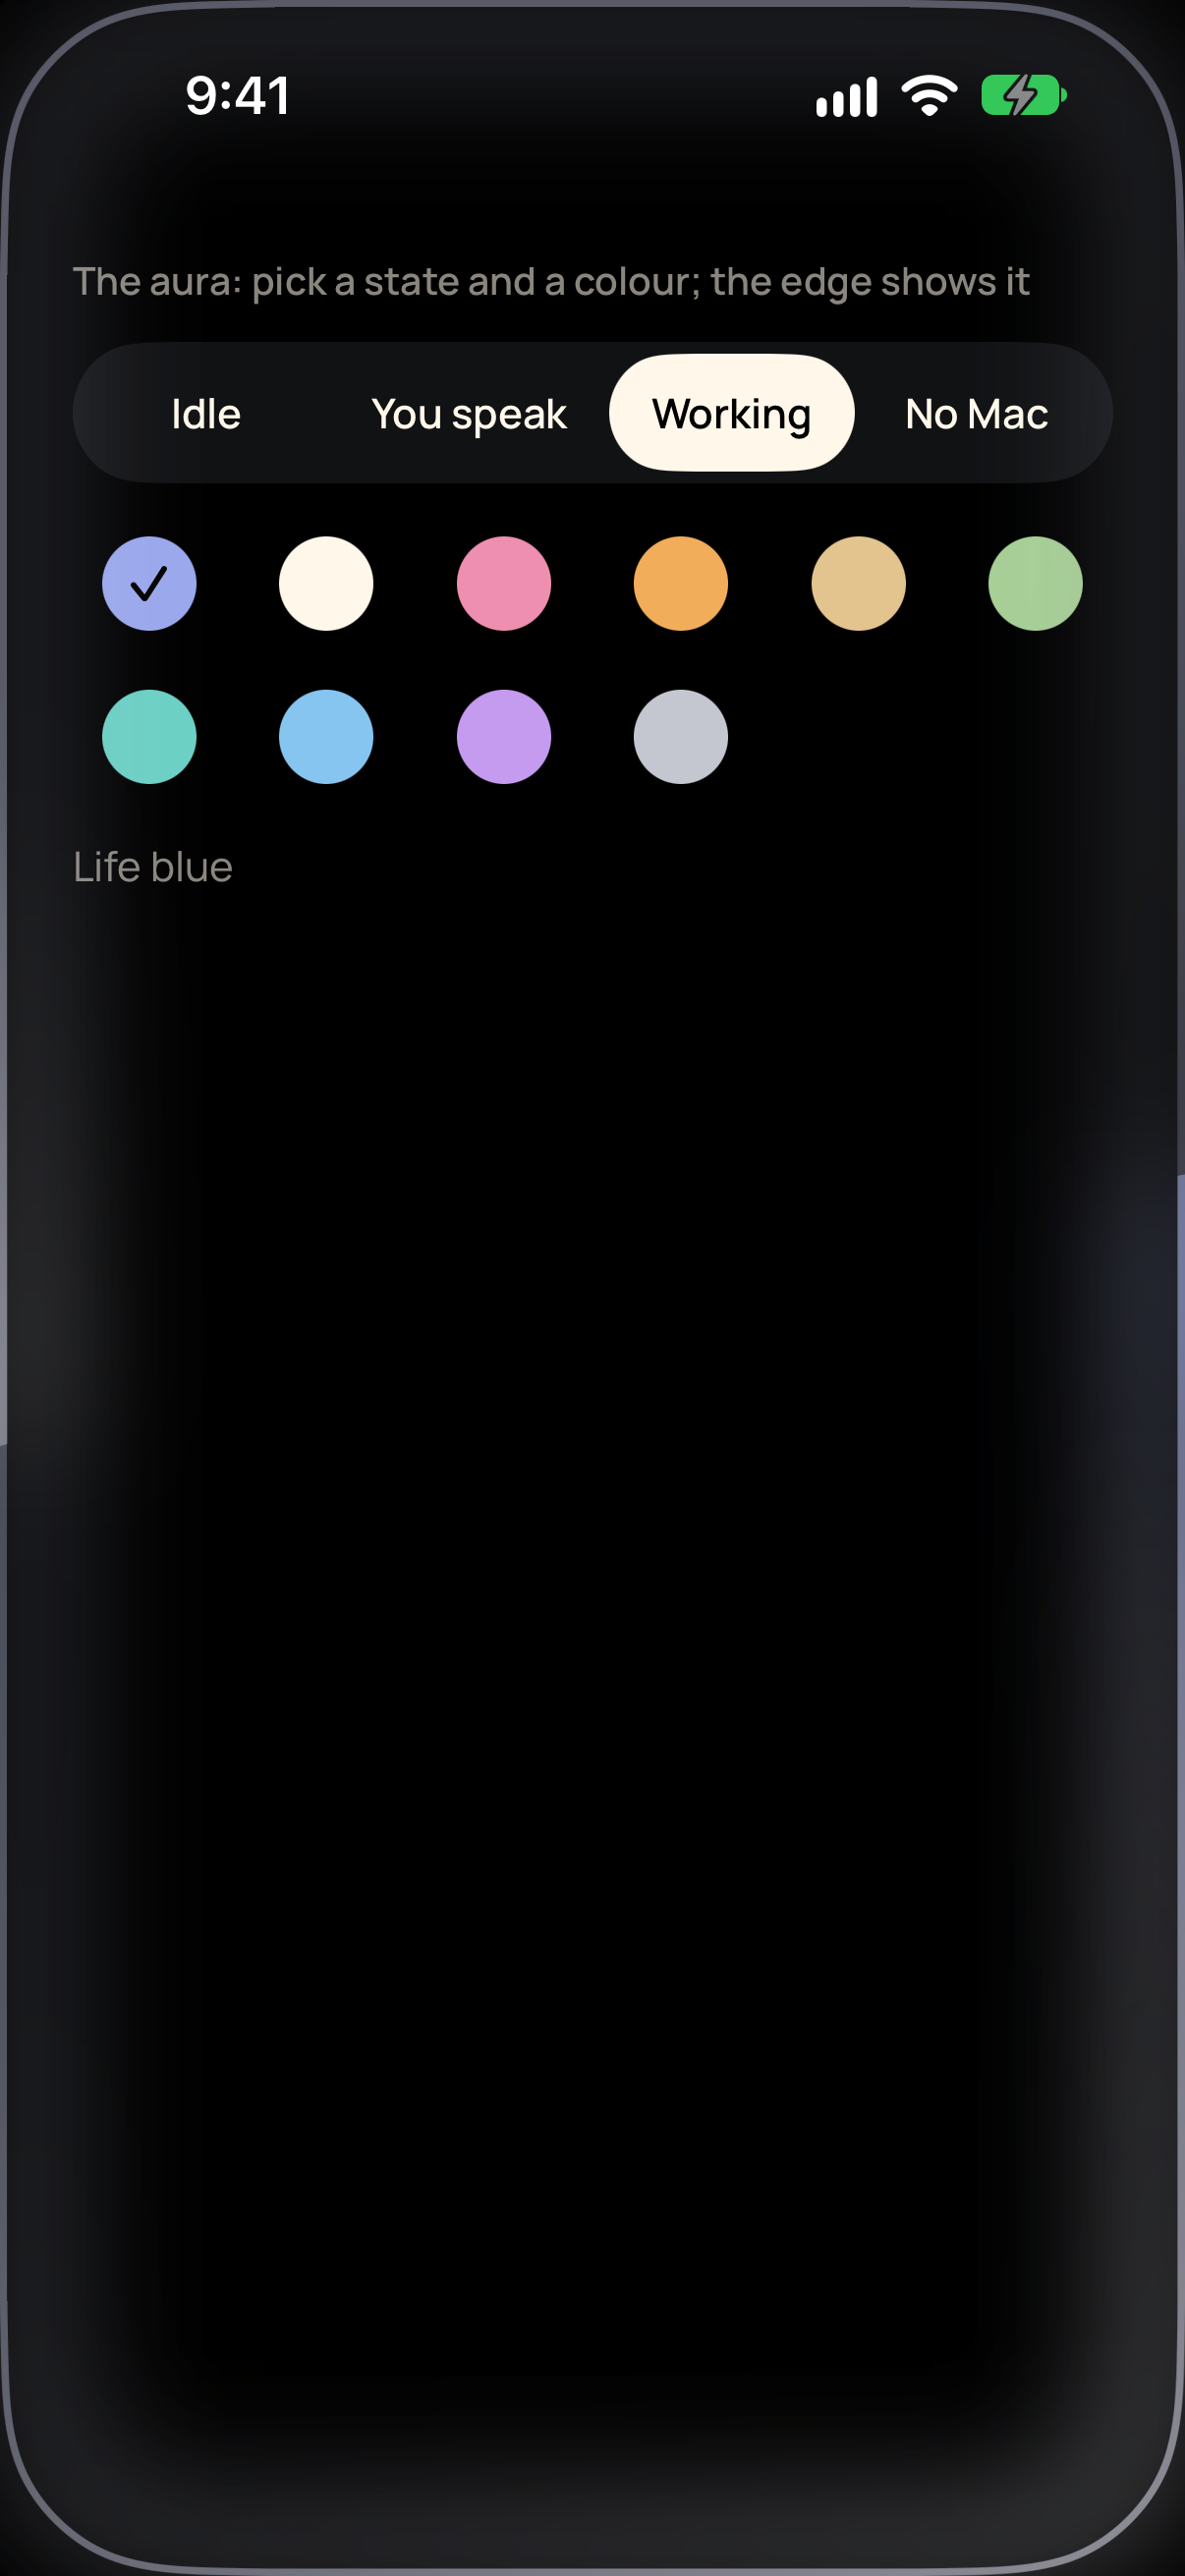 9:41
The aura: pick a state and a colour; the edge shows it
Idle You speak Working No Mac
Life blue